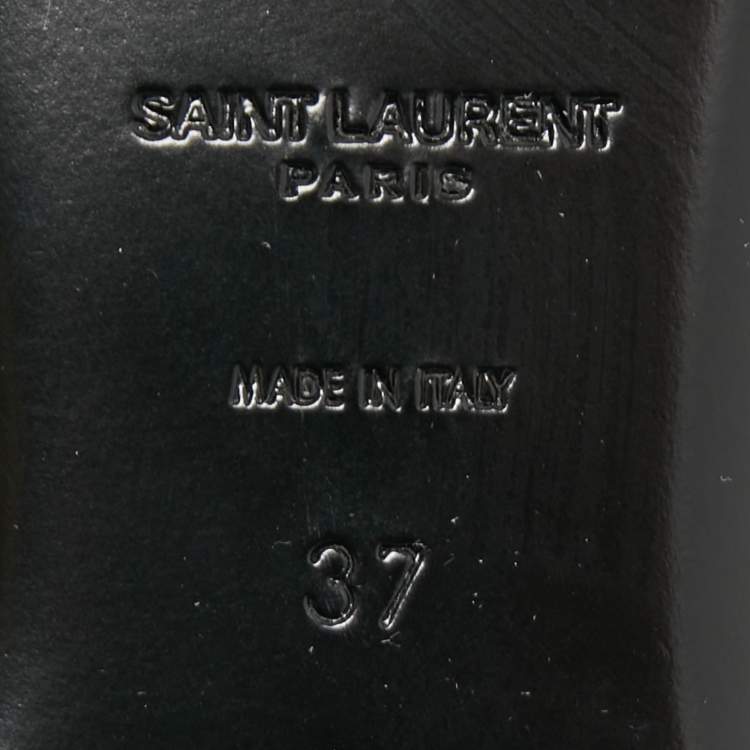 SAINT LAURENT
PARIS
MADE IN ITALY
37